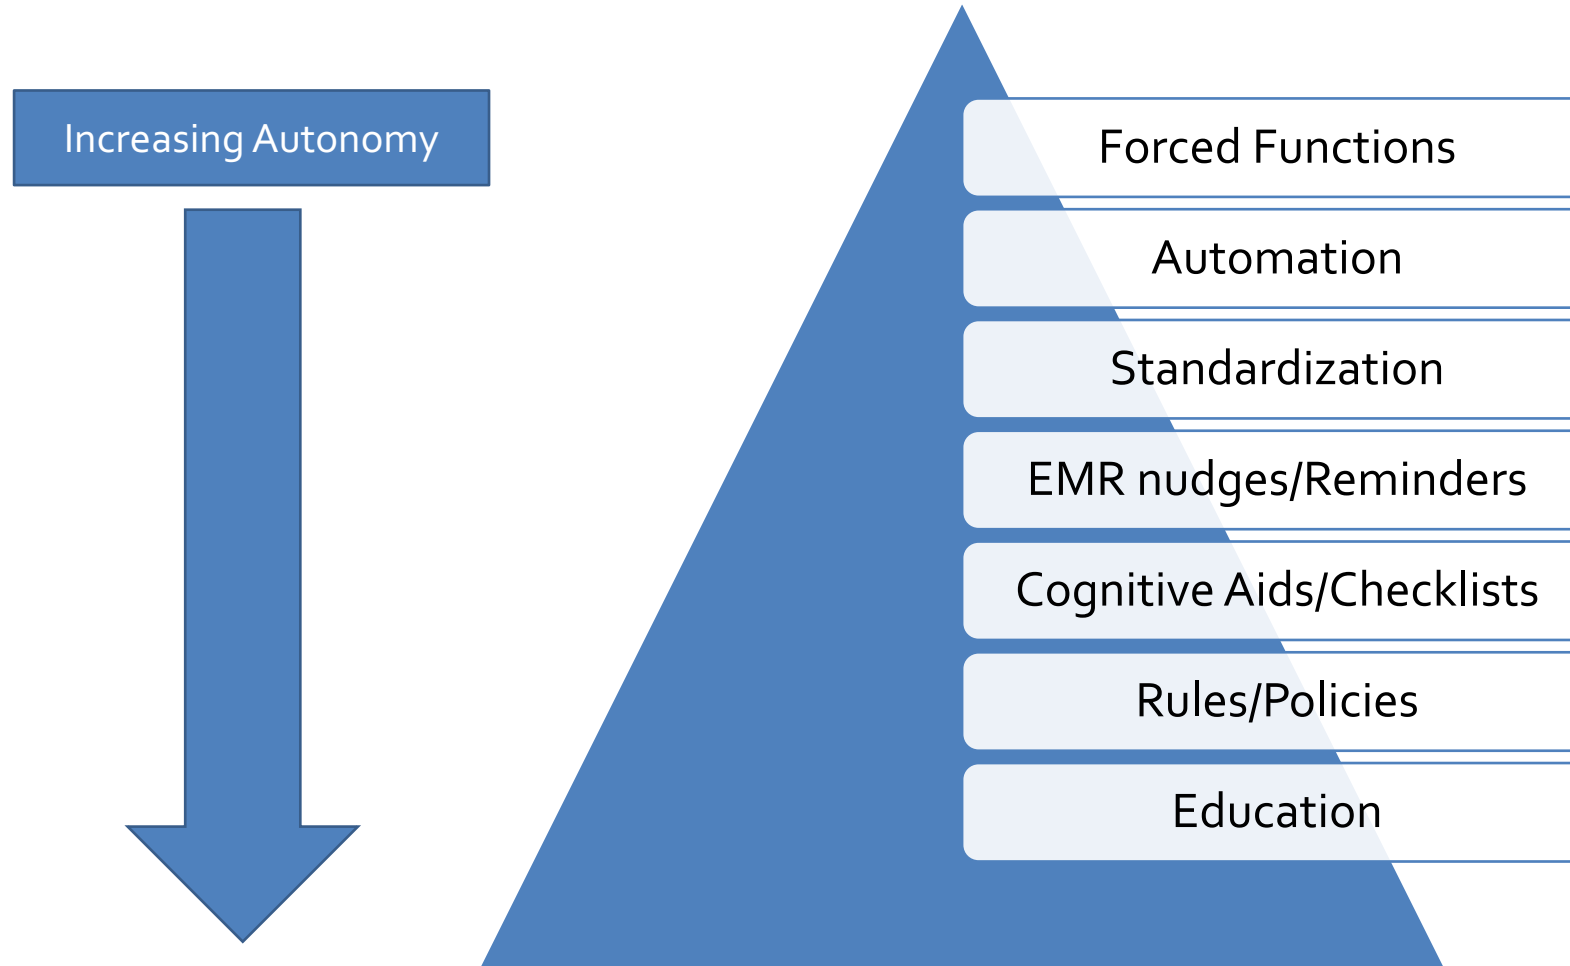 Increasing Autonomy
Forced Functions
Automation
Standardization
EMR nudges/Reminders
Cognitive Aids/Checklists
Rules/Policies
Education